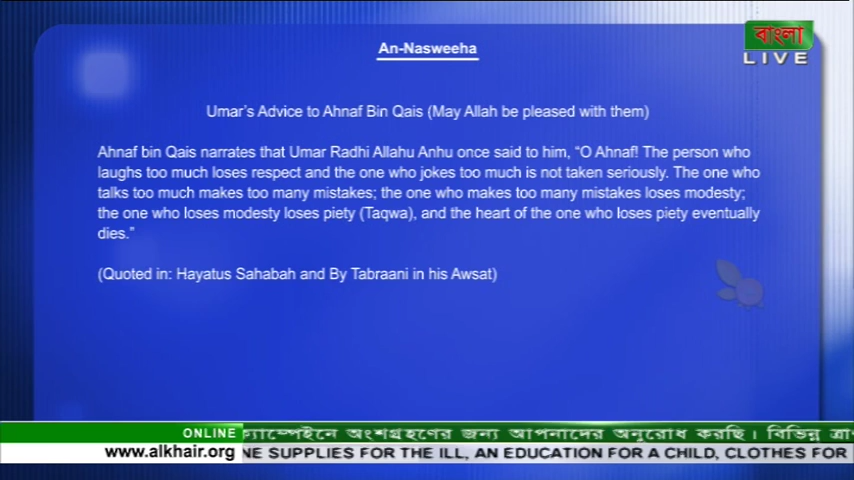 An-Nasweeha
বাংলা
LIVE
Umar's Advice to Ahnaf Bin Qais (May Allah be pleased with them)
Ahnaf bin Qais narrates that Umar Radhi Allahu Anhu once said to him, “O Ahnaf! The person who
laughs too much loses respect and the one who jokes too much is not taken seriously. The one who
talks too much makes too many mistakes; the one who makes too many mistakes loses modesty;
the one who loses modesty loses piety (Taqwa), and the heart of the one who loses piety eventually
dies.”
(Quoted in: Hayatus Sahabah and By Tabraani in his Awsat)
ONLINE
ক্যাম্পেইনে অংশগ্রহণের জন্য আপনাদের অনুরোধ করছি। বিভিন্ন
www.alkhair.org
SUPPLIES FOR THE ILL, AN EDUCATION FOR A CHILD, CLOTHES FOR